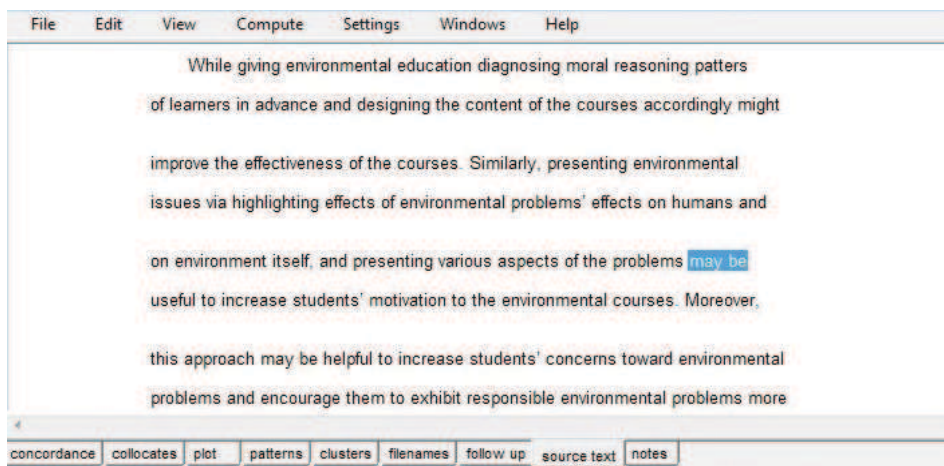 File Edit View Compute Settings Windows Help
While giving environmental education diagnosing moral reasoning patters
of learners in advance and designing the content of the courses accordingly might
improve the effectiveness of the courses. Similarly, presenting environmental
issues via highlighting effects of environmental problems' effects on humans and
on environment itself, and presenting various aspects of the problems may be
useful to increase students' motivation to the environmental courses. Moreover,
this approach may be helpful to increase students' concerns toward environmental
problems and encourage them to exhibit responsible environmental problems more
concordance collocates plot patterns clusters filenames follow up source text notes